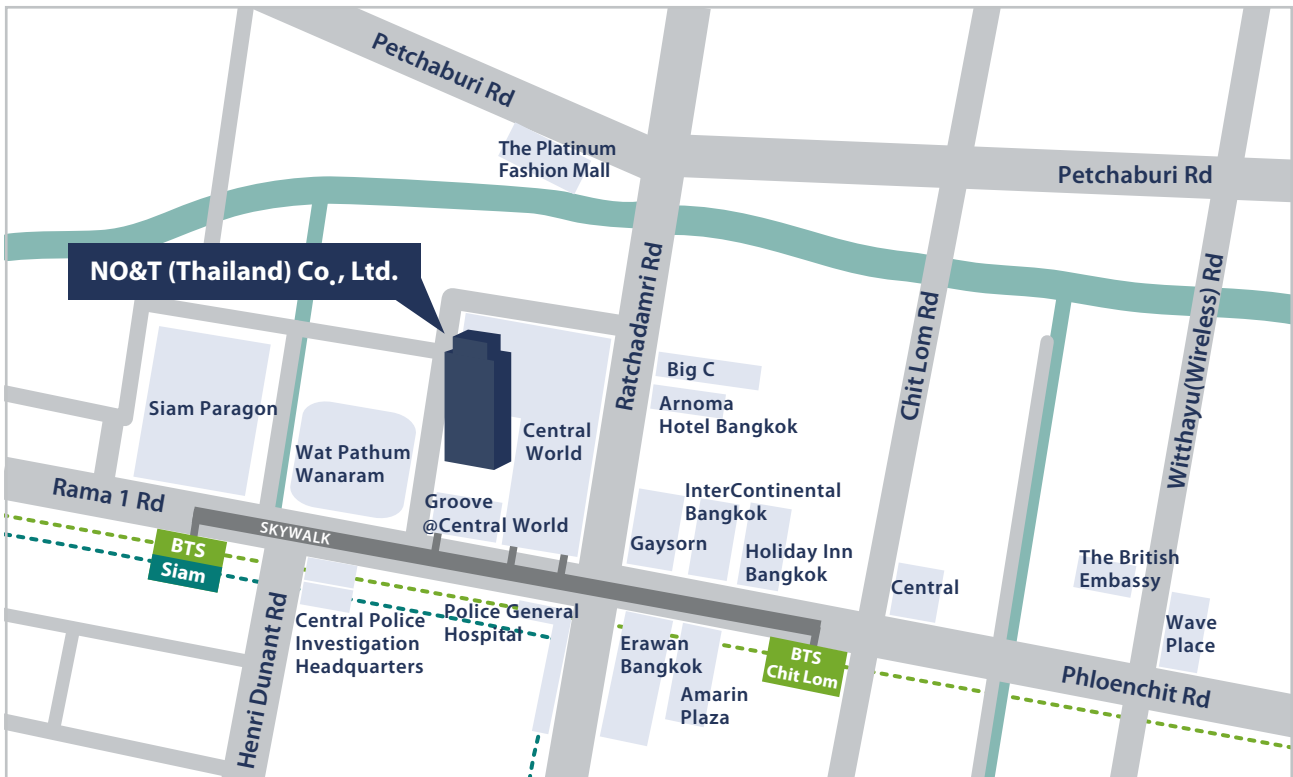 Petchaburi Rd
The Platinum
Fashion Mall
Petchaburi Rd
NO&T (Thailand) Co., Ltd.
Ratchadamri Rd
Chit Lom Rd
Witthayu(Wireless) Rd
Big C
Arnoma
Hotel Bangkok
Siam Paragon
Wat Pathum
Wanaram
Central
World
Rama 1 Rd
Groove
@Central World
InterContinental
Bangkok
Gaysorn
Holiday Inn
Bangkok
SKYWALK
BTS
Siam
Central
The British
Embassy
Henri Dunant Rd
Central Police
Investigation
Headquarters
Police General
Hospital
Erawan
Bangkok
Amarin
Plaza
BTS
Chit Lom
Wave
Place
Phloenchit Rd